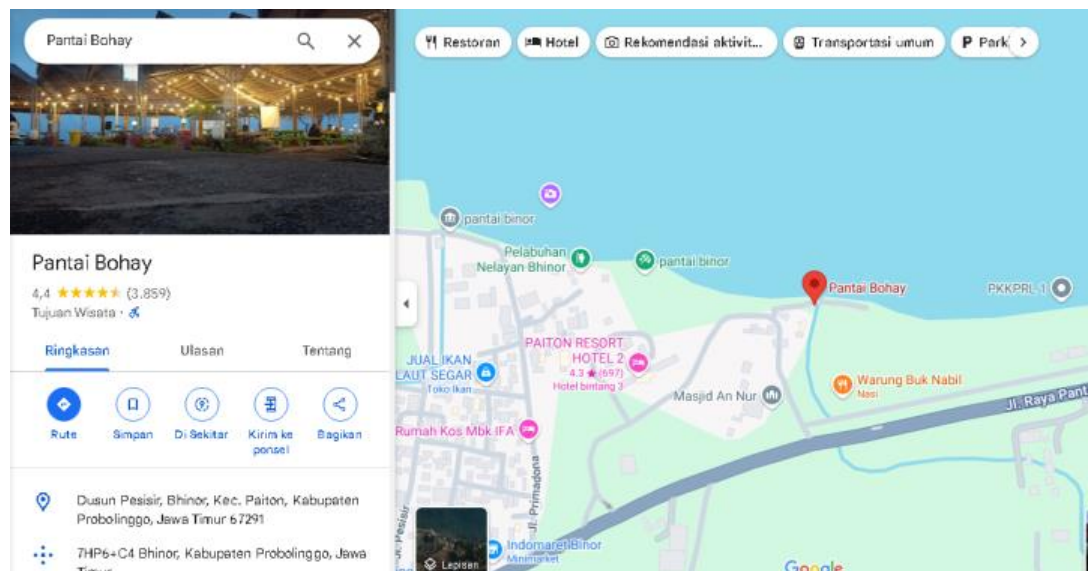 Pantai Bohay
Pantai Bohay
4,4 (3.859)
Tujuan Wisata ·
Ringkasan
Ulasan
Tentang
Rute
Simpan
Di Sekitar
Kirim ke
ponsel
Bagikan
Dusun Pesisir, Bhinor, Kec. Paiton, Kabupaten
Probolinggo, Jawa Timur 67291
7HP6+C4 Bhinor, Kabupaten Probolinggo, Jawa
Restoran
Hotel
Rekomendasi aktivit...
Transportasi umum
P Park
pantai binor
Pelabuhan
Nelayan Bhinor
pantai binor
Pantai Bohay
PKKPRL-1
PAITON RESORT
HOTEL 2
4.3 ★ (697)
Hotel bintang 3
JUAL IKAN
LAUT SEGAR
Toko Ikan
Masjid An Nur
Warung Buk Nabil
Nasi
Jl. Raya Pant
Rumah Kos Mbk IFA
Jl. Primadona
Jl. Pesisir
Indomaret Binor
Minimarket
Lapisan
Google